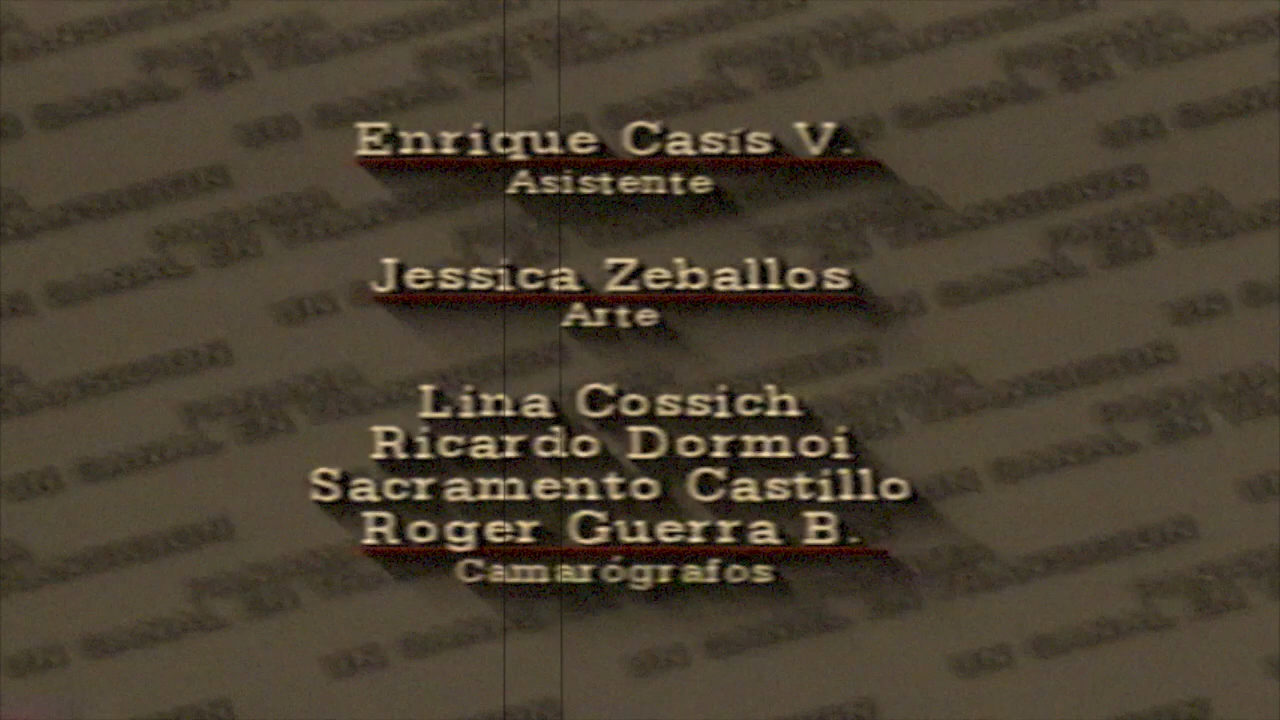 Enrique Casís V.
Asistente
Jessica Zeballos
Arte
Lina Cossich
Ricardo Dormoi
Sacramento Castillo
Roger Guerra B.
Camarógrafos